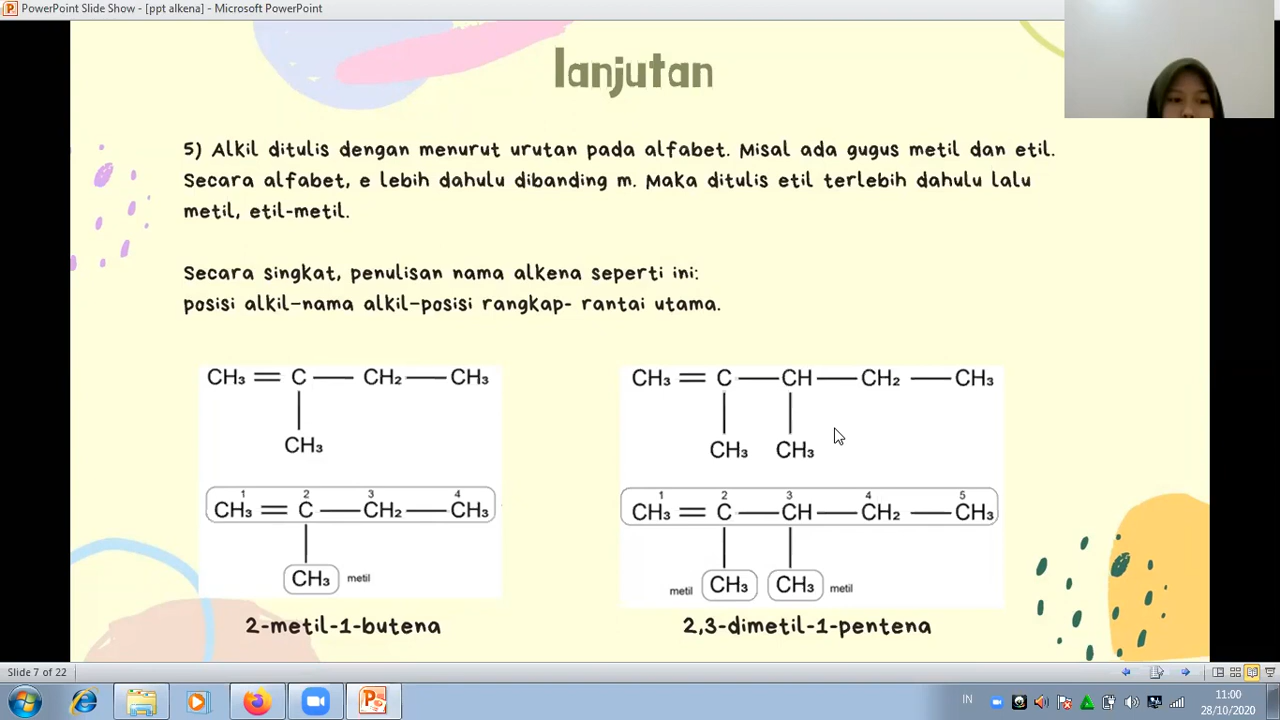 PowerPoint Slide Show - [ppt alkena] - Microsoft PowerPoint
lanjutan
5) Alkil ditulis dengan menurut urutan pada alfabet. Misal ada gugus metil dan etil.
Secara alfabet, e lebih dahulu dibanding m. Maka ditulis etil terlebih dahulu lalu
metil, etil-metil.
Secara singkat, penulisan nama alkena seperti ini:
posisi alkil–nama alkil–posisi rangkap- rantai utama.
CH₃ = C — CH₂ — CH₃
CH₃
1 2 3 4
CH₃ = C — CH₂ — CH₃
CH₃ metil
2-metil-1-butena
CH₃ = C — CH — CH₂ — CH₃
CH₃ CH₃
1 2 3 4 5
CH₃ = C — CH — CH₂ — CH₃
metil CH₃ CH₃ metil
2,3-dimetil-1-pentena
Slide 7 of 22
IN
11:00
28/10/2020